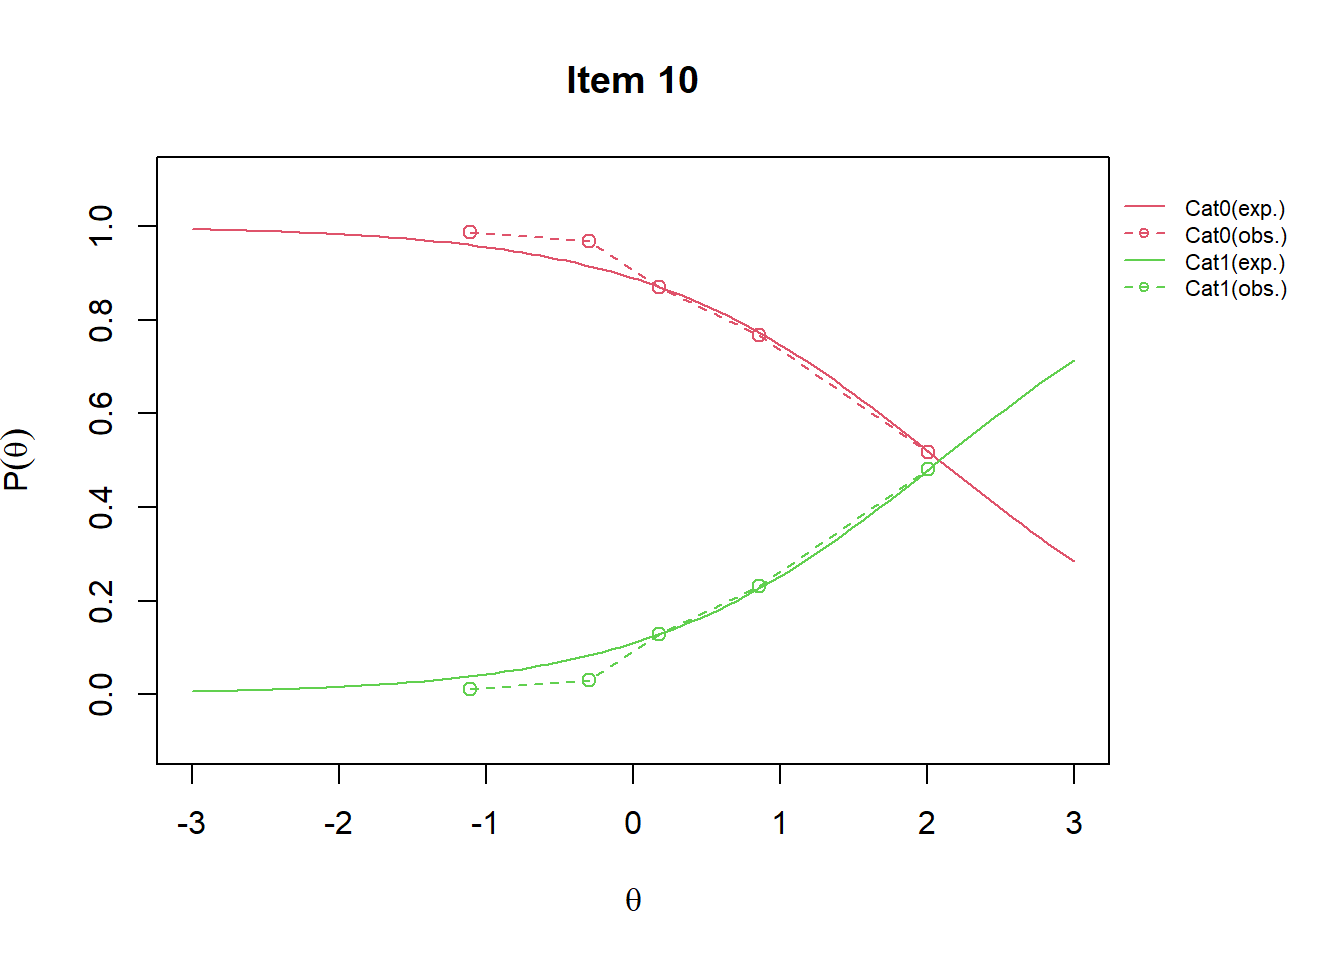 Item 10
P(θ)
1.0
0.8
0.6
0.4
0.2
0.0
-3 -2 -1 0 1 2 3
θ
Cat0(exp.)
Cat0(obs.)
Cat1(exp.)
Cat1(obs.)